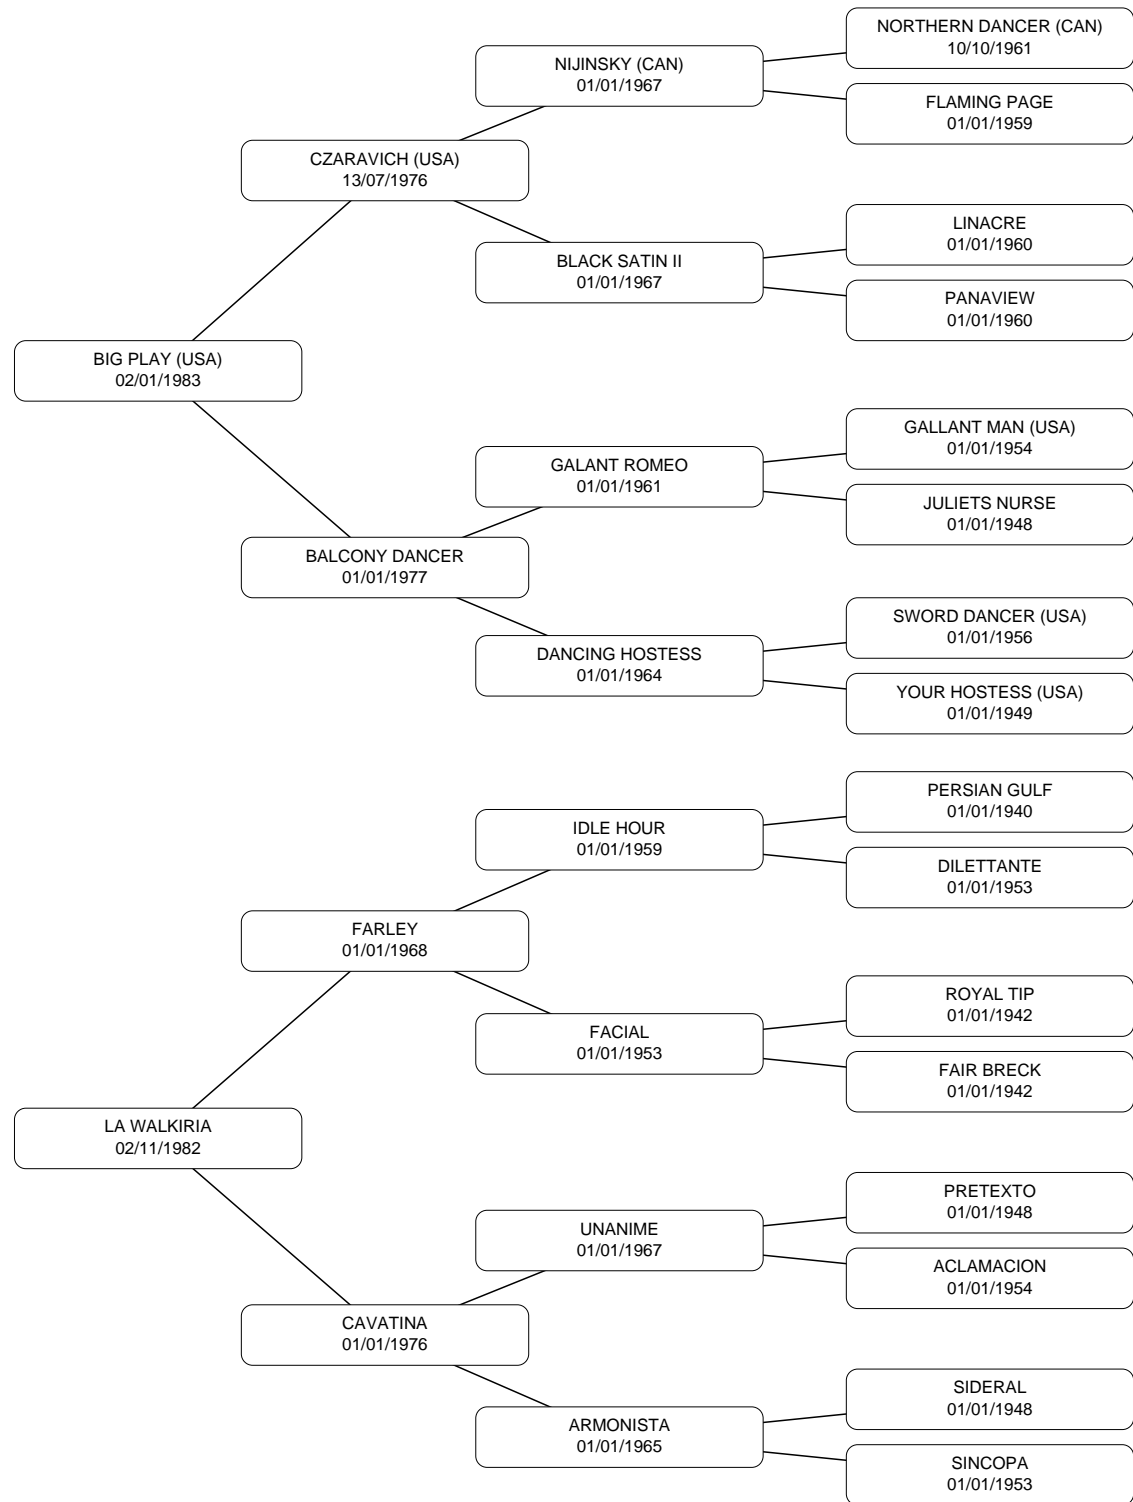 NORTHERN DANCER (CAN)
10/10/1961
NIJINSKY (CAN)
01/01/1967
FLAMING PAGE
01/01/1959
CZARAVICH (USA)
13/07/1976
LINACRE
01/01/1960
BLACK SATIN II
01/01/1967
PANAVIEW
01/01/1960
BIG PLAY (USA)
02/01/1983
GALLANT MAN (USA)
01/01/1954
GALANT ROMEO
01/01/1961
JULIETS NURSE
01/01/1948
BALCONY DANCER
01/01/1977
SWORD DANCER (USA)
01/01/1956
DANCING HOSTESS
01/01/1964
YOUR HOSTESS (USA)
01/01/1949
PERSIAN GULF
01/01/1940
IDLE HOUR
01/01/1959
DILETTANTE
01/01/1953
FARLEY
01/01/1968
ROYAL TIP
01/01/1942
FACIAL
01/01/1953
FAIR BRECK
01/01/1942
LA WALKIRIA
02/11/1982
PRETEXTO
01/01/1948
UNANIME
01/01/1967
ACLAMACION
01/01/1954
CAVATINA
01/01/1976
SIDERAL
01/01/1948
ARMONISTA
01/01/1965
SINCOPA
01/01/1953